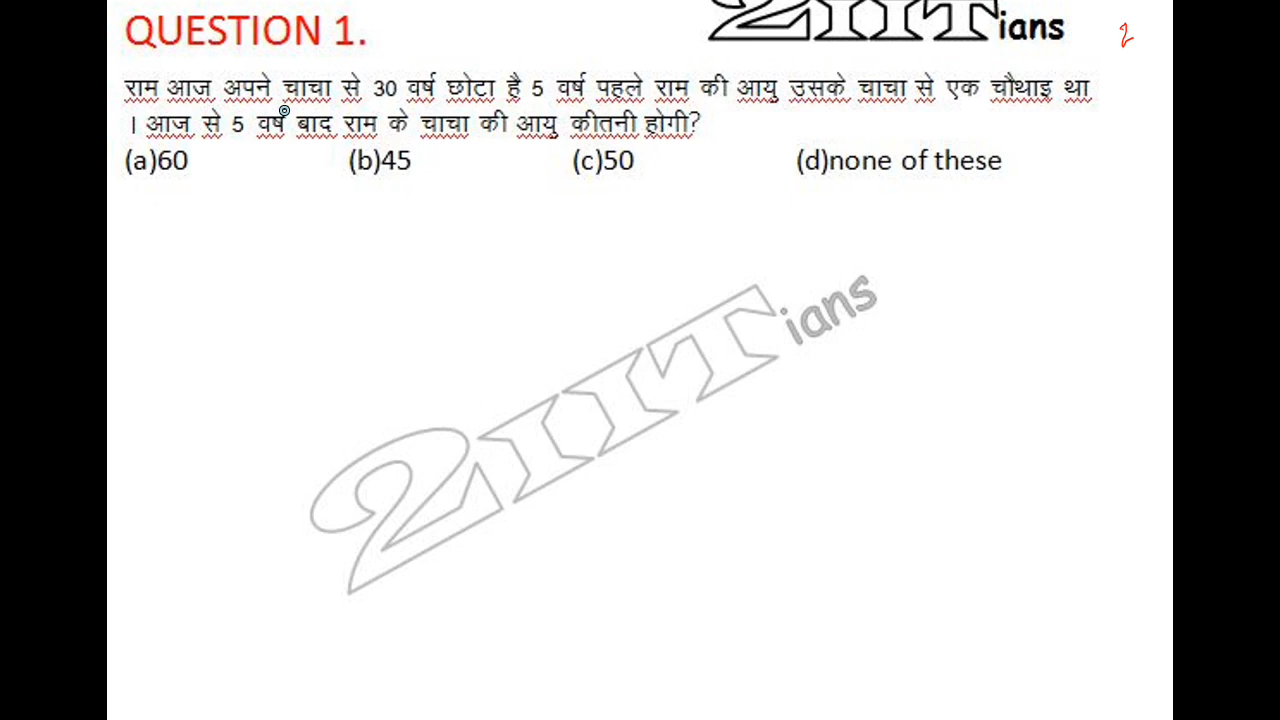 QUESTION 1.
2IITians
2
राम आज अपने चाचा से 30 वर्ष छोटा है 5 वर्ष पहले राम की आयु उसके चाचा से एक चौथाइ था
। आज से 5 वर्ष बाद राम के चाचा की आयु कीतनी होगी?
(a)60 (b)45 (c)50 (d)none of these
2IITians